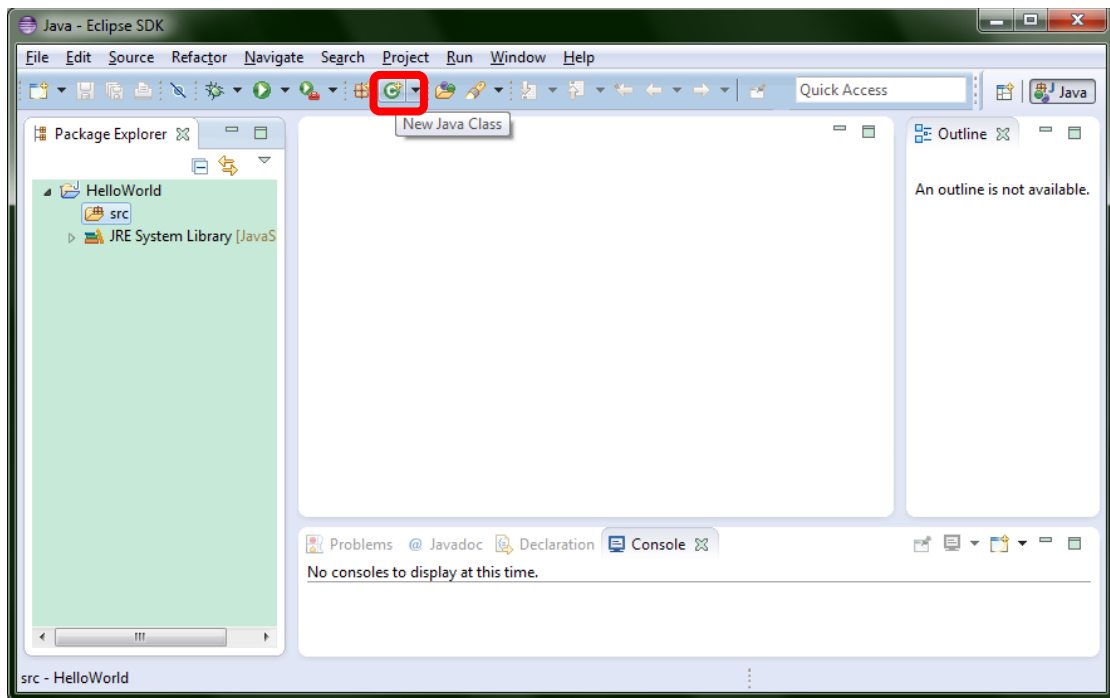 Java - Eclipse SDK
File Edit Source Refactor Navigate Search Project Run Window Help
Quick Access
Java
New Java Class
Package Explorer
Outline
HelloWorld
src
JRE System Library [JavaS
An outline is not available.
Problems @ Javadoc Declaration Console
No consoles to display at this time.
src - HelloWorld